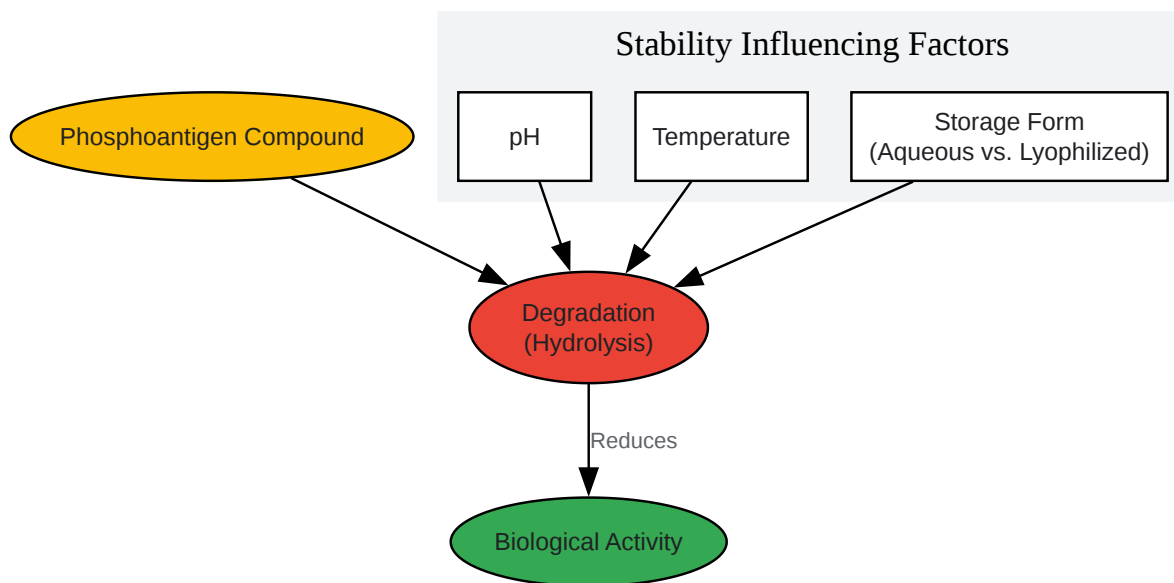 Stability Influencing Factors
Phosphoantigen Compound
pH
Temperature
Storage Form
(Aqueous vs. Lyophilized)
Degradation
(Hydrolysis)
Reduces
Biological Activity